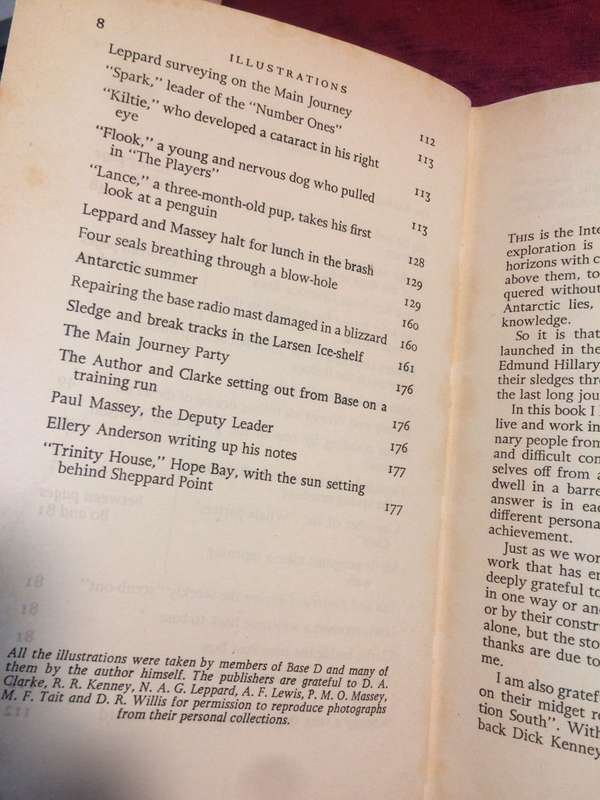 8
ILLUSTRATIONS
Leppard surveying on the Main Journey 112
"Spark," leader of the "Number Ones" 113
"Kiltie," who developed a cataract in his right
eye 113
"Flook," a young and nervous dog who pulled
in "The Players" 113
"Lance," a three-month-old pup, takes his first
look at a penguin 128
Leppard and Massey halt for lunch in the brash 129
Four seals breathing through a blow-hole 129
Antarctic summer 160
Repairing the base radio mast damaged in a blizzard 160
Sledge and break tracks in the Larsen Ice-shelf 161
The Main Journey Party 176
The Author and Clarke setting out from Base on a
training run 176
Paul Massey, the Deputy Leader 176
Ellery Anderson writing up his notes 177
"Trinity House," Hope Bay, with the sun setting
behind Sheppard Point 177
All the illustrations were taken by members of Base D and many of
them by the author himself. The publishers are grateful to D. A.
Clarke, R. R. Kenney, N. A. G. Leppard, A. F. Lewis, P. M. O. Massey,
M. F. Tait and D. R. Willis for permission to reproduce photographs
from their personal collections.
THIS is the Inte
exploration is
horizons with c
above them, to
quered without
Antarctic lies,
knowledge.
So it is that
launched in the
Edmund Hillary
their sledges thr
the last long jou
In this book I
live and work in
nary people from
and difficult con
selves off from a
dwell in a barre
answer is in eac
different persona
achievement.
Just as we wor
work that has en
deeply grateful to
in one way or an
or by their constr
alone, but the sto
thanks are due to
me.
I am also gratef
on their midget re
tion South". With
back Dick Kenney